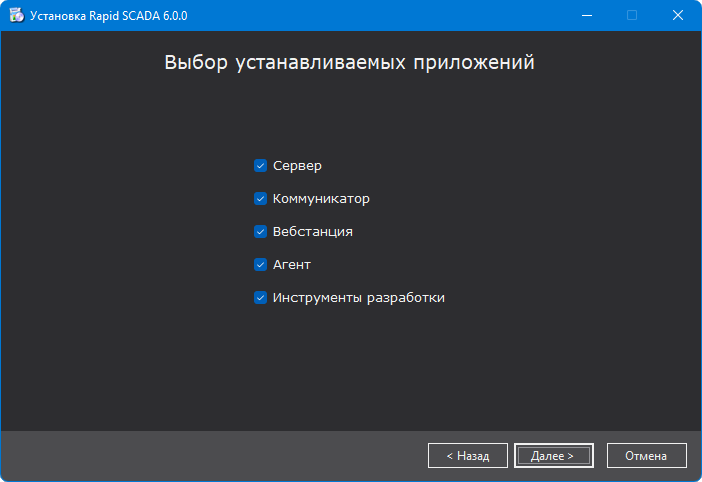 Установка Rapid SCADA 6.0.0
Выбор устанавливаемых приложений
Сервер
Коммуникатор
Вебстанция
Агент
Инструменты разработки
< Назад
Далее >
Отмена